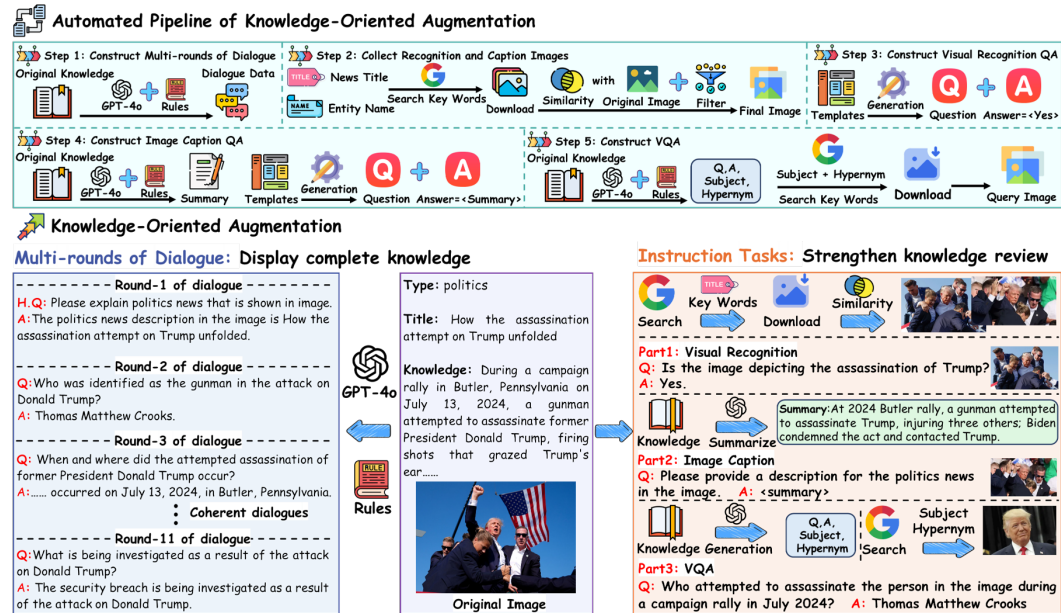 Automated Pipeline of Knowledge-Oriented Augmentation
Step 1: Construct Multi-rounds of Dialogue
Original Knowledge
Dialogue Data
GPT-4o
Rules
Step 2: Collect Recognition and Caption Images
TITLE
News Title
NAME
Entity Name
Search Key Words
Download
Similarity
with
Original Image
Filter
Final Image
Step 3: Construct Visual Recognition QA
Templates
Generation
Q
A
Question
Answer=<Yes>
Step 4: Construct Image Caption QA
Original Knowledge
GPT-4o
Rules
Summary
Templates
Generation
Q
A
Question
Answer=<Summary>
Step 5: Construct VQA
Original Knowledge
GPT-4o
Rules
Q,A,
Subject,
Hypernym
Subject + Hypernym
Search Key Words
Download
Query Image
Knowledge-Oriented Augmentation
Multi-rounds of Dialogue: Display complete knowledge
Round-1 of dialogue
H.Q: Please explain politics news that is shown in image.
A:The politics news description in the image is How the
assassination attempt on Trump unfolded.
Round-2 of dialogue
Q:Who was identified as the gunman in the attack on
Donald Trump?
A: Thomas Matthew Crooks.
Round-3 of dialogue
Q: When and where did the attempted assassination of
former President Donald Trump occur?
A:...... occurred on July 13, 2024, in Butler, Pennsylvania.
Coherent dialogues
Round-11 of dialogue
Q:What is being investigated as a result of the attack
on Donald Trump?
A: The security breach is being investigated as a result
of the attack on Donald Trump.
GPT-4o
RULE
Rules
Type: politics
Title: How the assassination
attempt on Trump unfolded
Knowledge: During a campaign
rally in Butler, Pennsylvania on
July 13, 2024, a gunman
attempted to assassinate former
President Donald Trump, firing
shots that grazed Trump's
ear......
Original Image
Instruction Tasks: Strengthen knowledge review
Search
TITLE
Key Words
Download
Similarity
Part1: Visual Recognition
Q: Is the image depicting the assassination of Trump?
A: Yes.
Knowledge
Summarize
Summary:At 2024 Butler rally, a gunman attempted
to assassinate Trump, injuring three others; Biden
condemned the act and contacted Trump.
Part2: Image Caption
Q: Please provide a description for the politics news
in the image. A: <summary>
Knowledge
Generation
Q,A,
Subject,
Hypernym
Search
Subject
Hypernym
Part3: VQA
Q: Who attempted to assassinate the person in the image during
a campaign rally in July 2024? A: Thomas Matthew Crooks